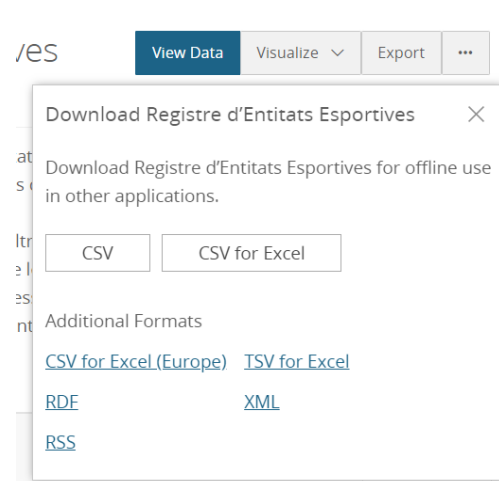 View Data Visualize Export ...
Download Registre d'Entitats Esportives
Download Registre d'Entitats Esportives for offline use
in other applications.
CSV CSV for Excel
Additional Formats
CSV for Excel (Europe) TSV for Excel
RDF XML
RSS